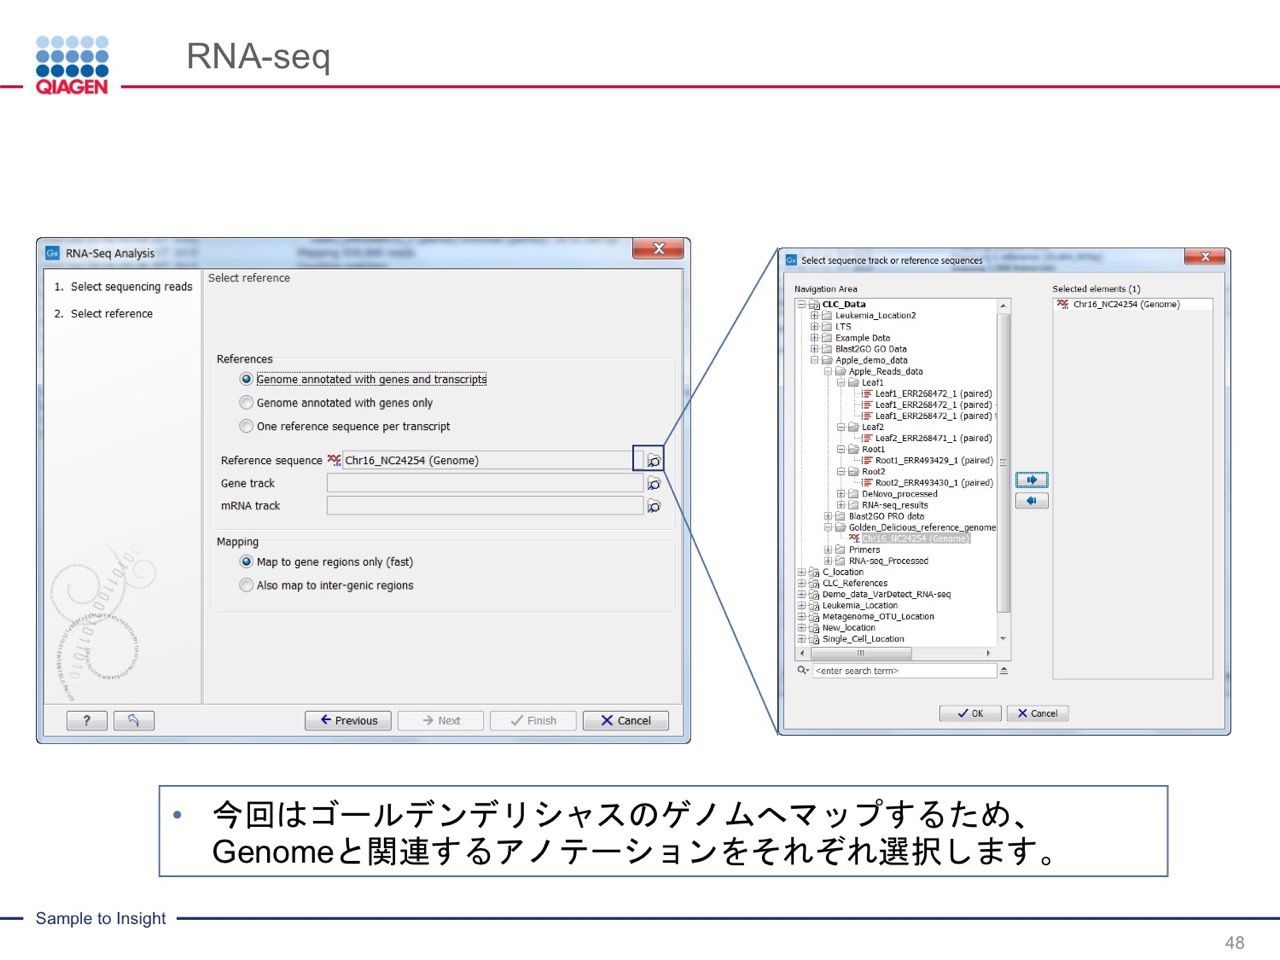 RNA-seq
QIAGEN
Gx RNA-Seq Analysis
1. Select sequencing reads
2. Select reference
Select reference
References
Genome annotated with genes and transcripts
Genome annotated with genes only
One reference sequence per transcript
Reference sequence Chr16_NC24254 (Genome)
Gene track
mRNA track
Mapping
Map to gene regions only (fast)
Also map to inter-genic regions
?
Previous
Next
Finish
Cancel
Gx Select sequence track or reference sequences
Navigation Area
CLC_Data
Leukemia_Location2
LTS
Example Data
Blast2GO GO Data
Apple_demo_data
Apple_Reads_data
Leaf1
Leaf1_ERR268472_1 (paired)
Leaf1_ERR268472_1 (paired)
Leaf1_ERR268472_1 (paired)
Leaf2
Leaf2_ERR268471_1 (paired)
Root1
Root1_ERR493429_1 (paired)
Root2
Root2_ERR493430_1 (paired)
DeNovo_processed
RNA-seq_results
Blast2GO PRO data
Golden_Delicious_reference_genome
Chr16_NC24254 (Genome)
Primers
RNA-seq_Processed
C_location
CLC_References
Demo_data_VarDetect_RNA-seq
Leukemia_Location
Metagenome_OTU_Location
New_location
Single_Cell_Location
<enter search term>
Selected elements (1)
Chr16_NC24254 (Genome)
OK
Cancel
• 今回はゴールデンデリシャスのゲノムへマップするため、
Genomeと関連するアノテーションをそれぞれ選択します。
Sample to Insight
48